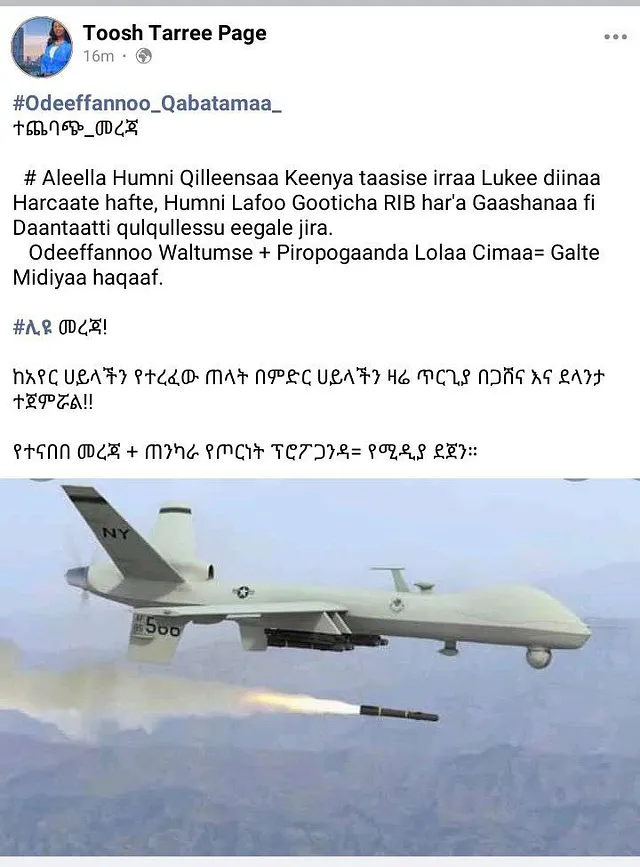 Toosh Tarree Page
16m
#Odeeffannoo_Qabatamaa_
ተጨባጭ_መረጃ
# Aleella Humni Qilleensaa Keenya taasise irraa Lukee diinaa
Harcaate hafte, Humni Lafoo Gooticha RIB har'a Gaashanaa fi
Daantaatti qulqullessu eegale jira.
Odeeffannoo Waltumse + Piropogaanda Lolaa Cimaa= Galte
Midiyaa haqaaf.
#ሊዩ መረጃ!
ከአየር ሀይላችን የተረፈው ጠላት በምድር ሀይላችን ዛሬ ጥርጊያ በጋሸና እና ደላንታ
ተጀምሯል!!
የተናበበ መረጃ + ጠንካራ የጦርነት ፕሮፖጋንዳ= የሚዲያ ደጀን።
NY
566